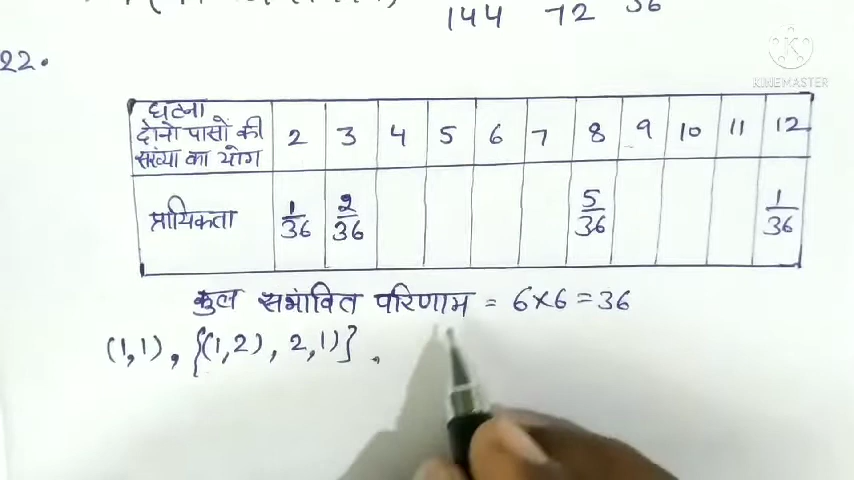 144 72 36
22.
घटना
दोनो पासों की
संख्या का योग
2 3 4 5 6 7 8 9 10 11 12
प्रायिकता 1/36 2/36 5/36 1/36
कुल सभांवित परिणाम = 6×6=36
(1,1), {(1,2), 2,1)},
KINEMASTER